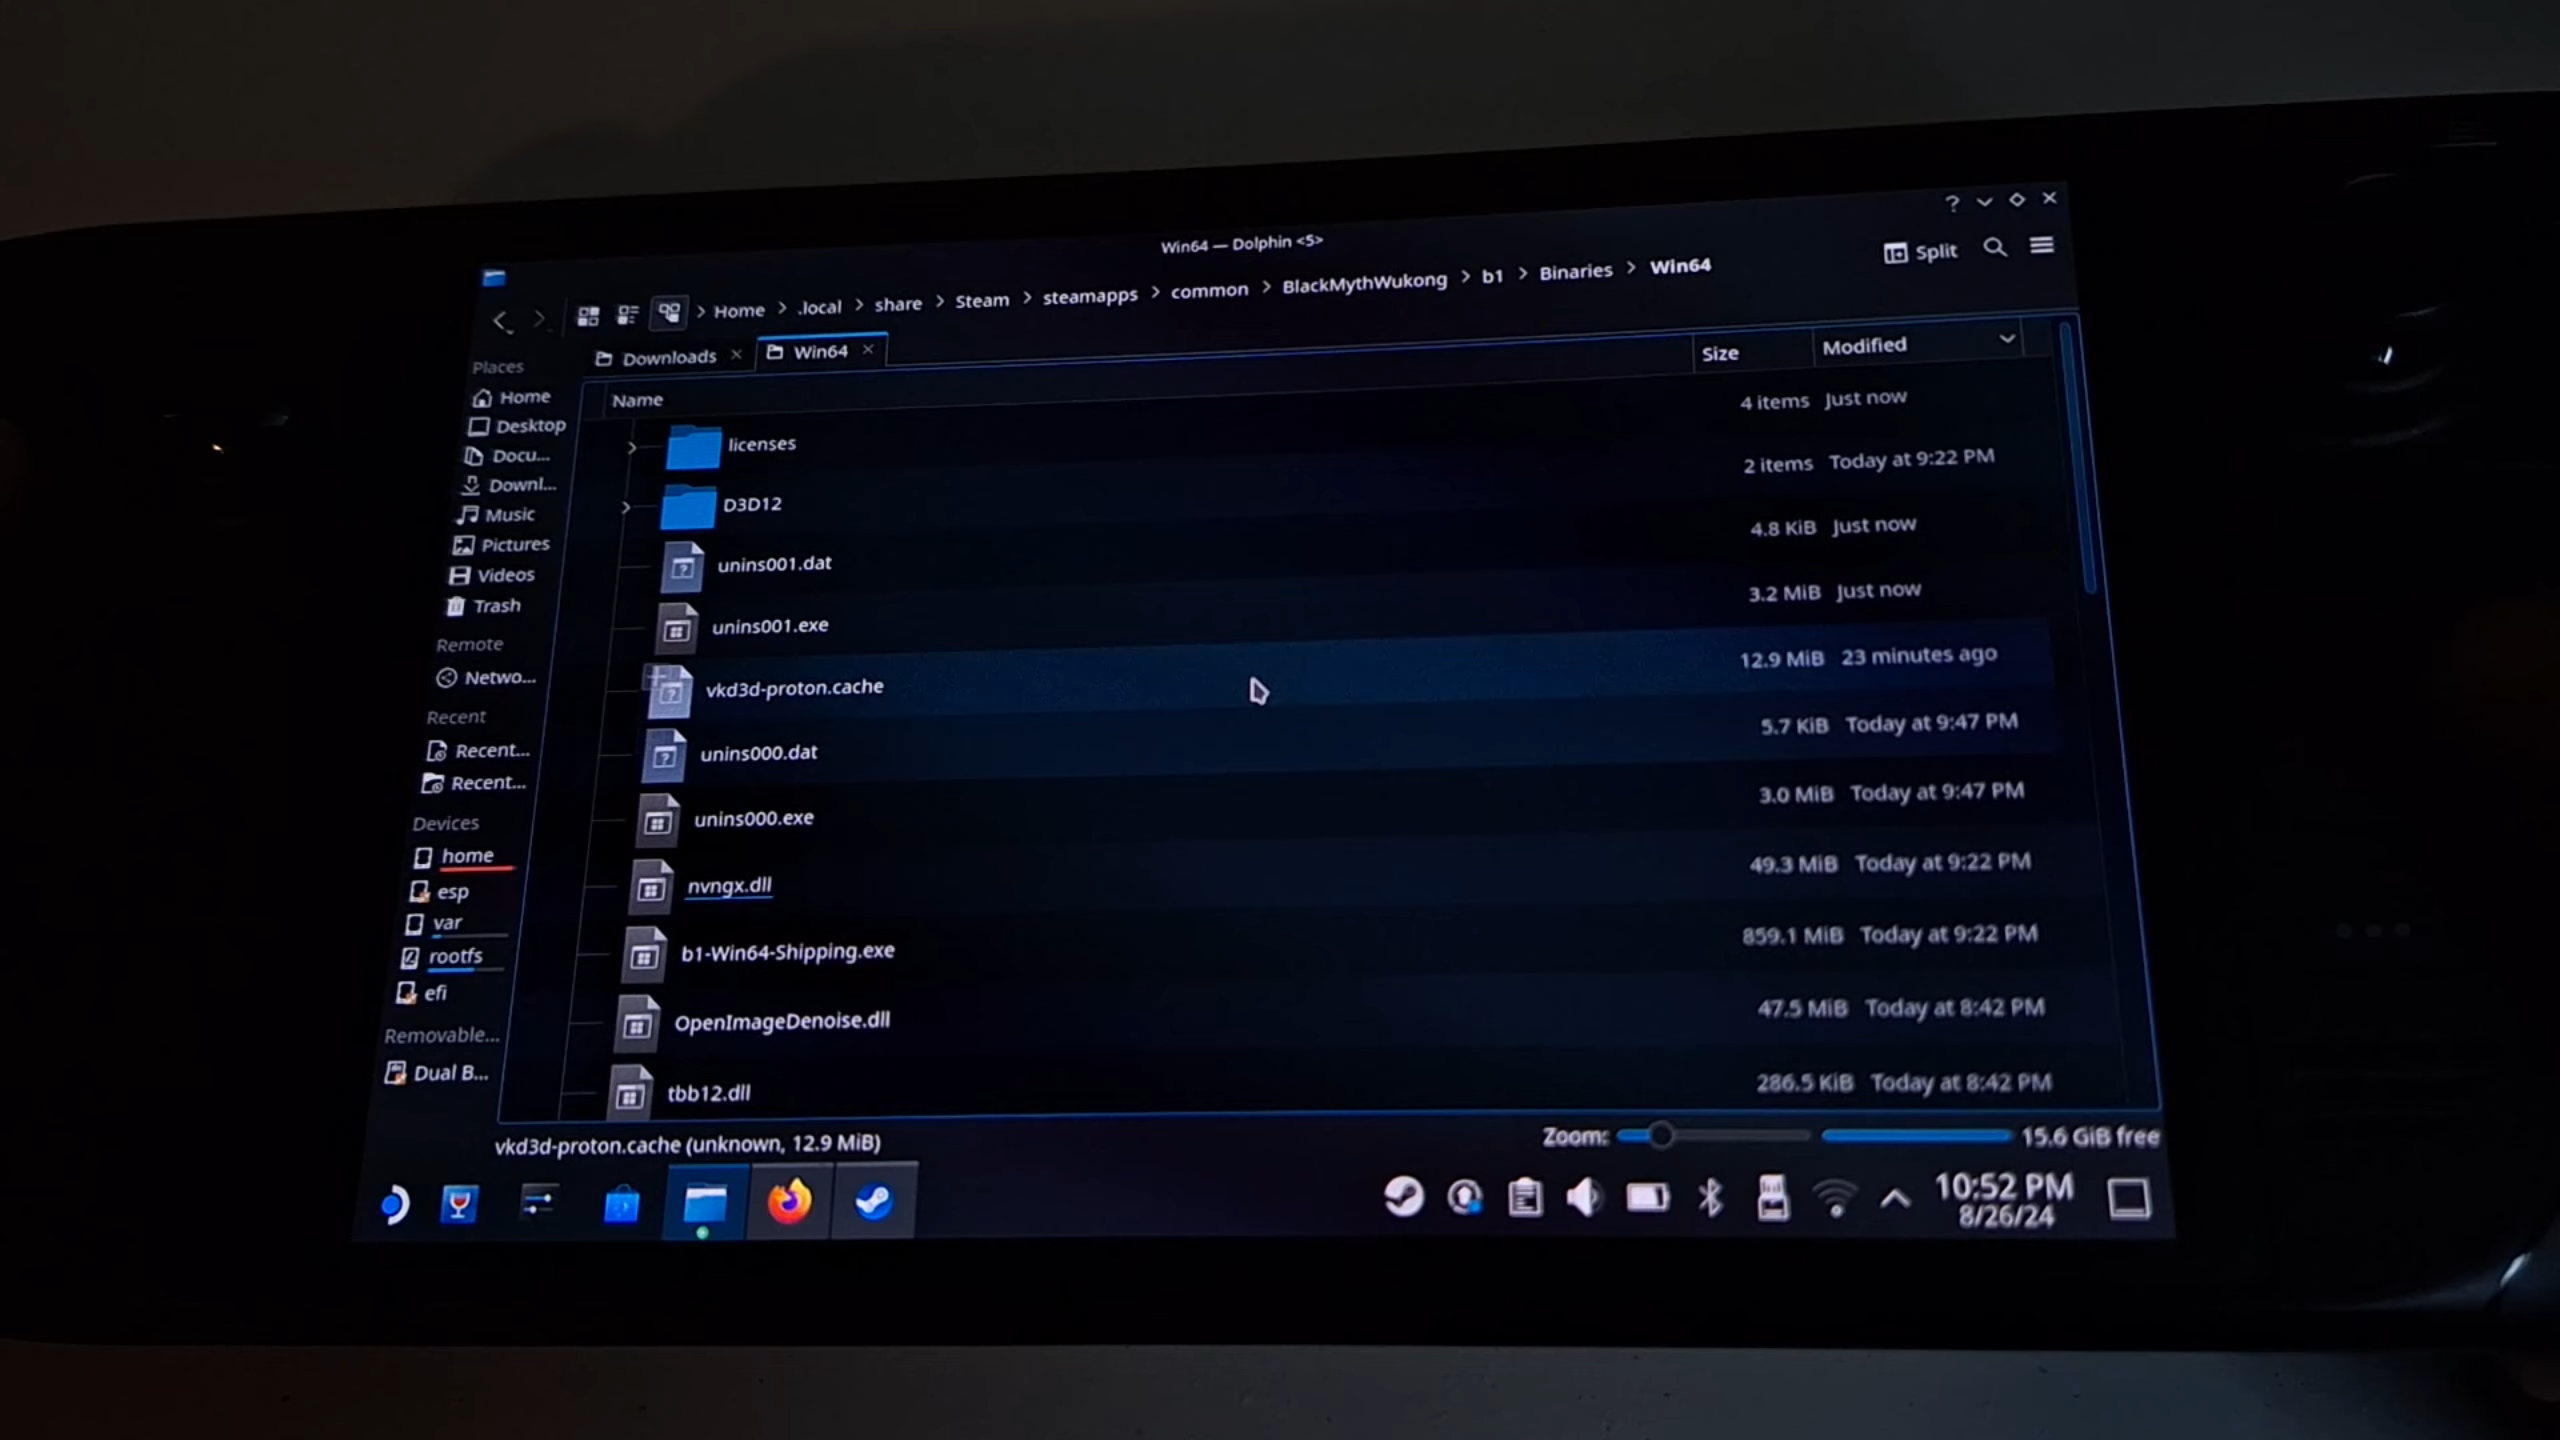 Win64 — Dolphin <5>
Home > .local > share > Steam > steamapps > common > BlackMythWukong > b1 > Binaries > Win64
Split
Downloads
Win64
Places
Home
Desktop
Docu...
Downl...
Music
Pictures
Videos
Trash
Remote
Netwo...
Recent
Recent...
Recent...
Devices
home
esp
var
rootfs
efi
Removable...
Dual B...
Name Size Modified
licenses 4 items Just now
D3D12 2 items Today at 9:22 PM
unins001.dat 4.8 KiB Just now
unins001.exe 3.2 MiB Just now
vkd3d-proton.cache 12.9 MiB 23 minutes ago
unins000.dat 5.7 KiB Today at 9:47 PM
unins000.exe 3.0 MiB Today at 9:47 PM
nvngx.dll 49.3 MiB Today at 9:22 PM
b1-Win64-Shipping.exe 859.1 MiB Today at 9:22 PM
OpenImageDenoise.dll 47.5 MiB Today at 8:42 PM
tbb12.dll 286.5 KiB Today at 8:42 PM
vkd3d-proton.cache (unknown, 12.9 MiB)
Zoom:
15.6 GiB free
10:52 PM
8/26/24